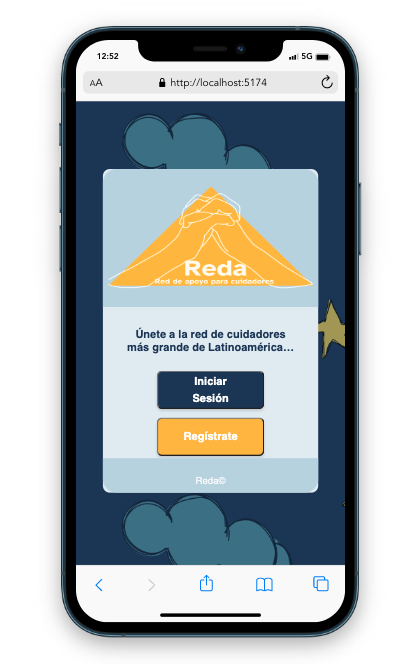 12:52
5G
AA
http://localhost:5174
Reda
Red de apoyo para cuidadores
Únete a la red de cuidadores
más grande de Latinoamérica...
Iniciar
Sesión
Regístrate
Reda©